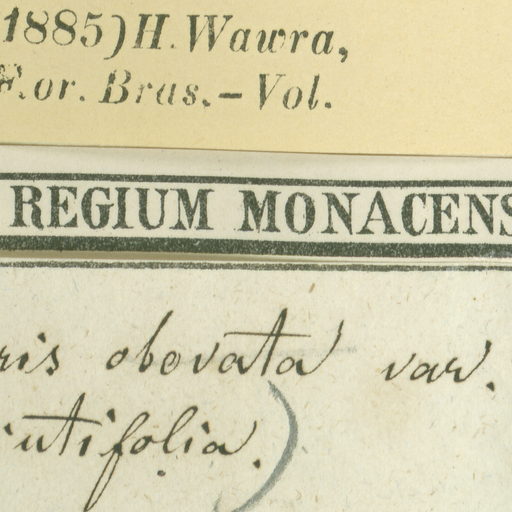 1885) H. Wawra,
F.or. Bras.– Vol.
REGIUM MONACENS
ris obovata var.
utifolia.)